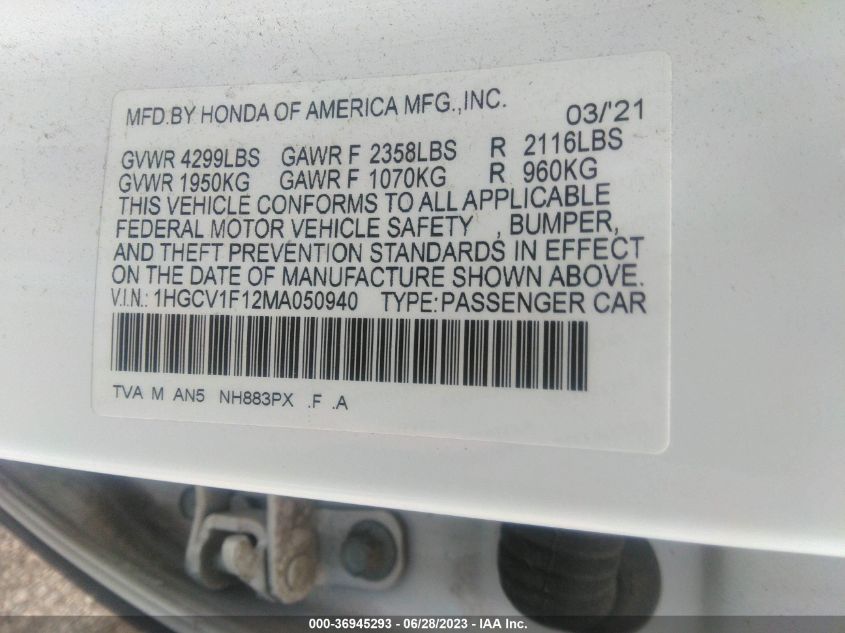 MFD.BY HONDA OF AMERICA MFG.,INC. 03/'21
GVWR 4299LBS GAWR F 2358LBS R 2116LBS
GVWR 1950KG GAWR F 1070KG R 960KG
THIS VEHICLE CONFORMS TO ALL APPLICABLE
FEDERAL MOTOR VEHICLE SAFETY , BUMPER,
AND THEFT PREVENTION STANDARDS IN EFFECT
ON THE DATE OF MANUFACTURE SHOWN ABOVE.
V.I.N.: 1HGCV1F12MA050940 TYPE:PASSENGER CAR
TVA M AN5 NH883PX .F .A
000-36945293 - 06/28/2023 - IAA Inc.